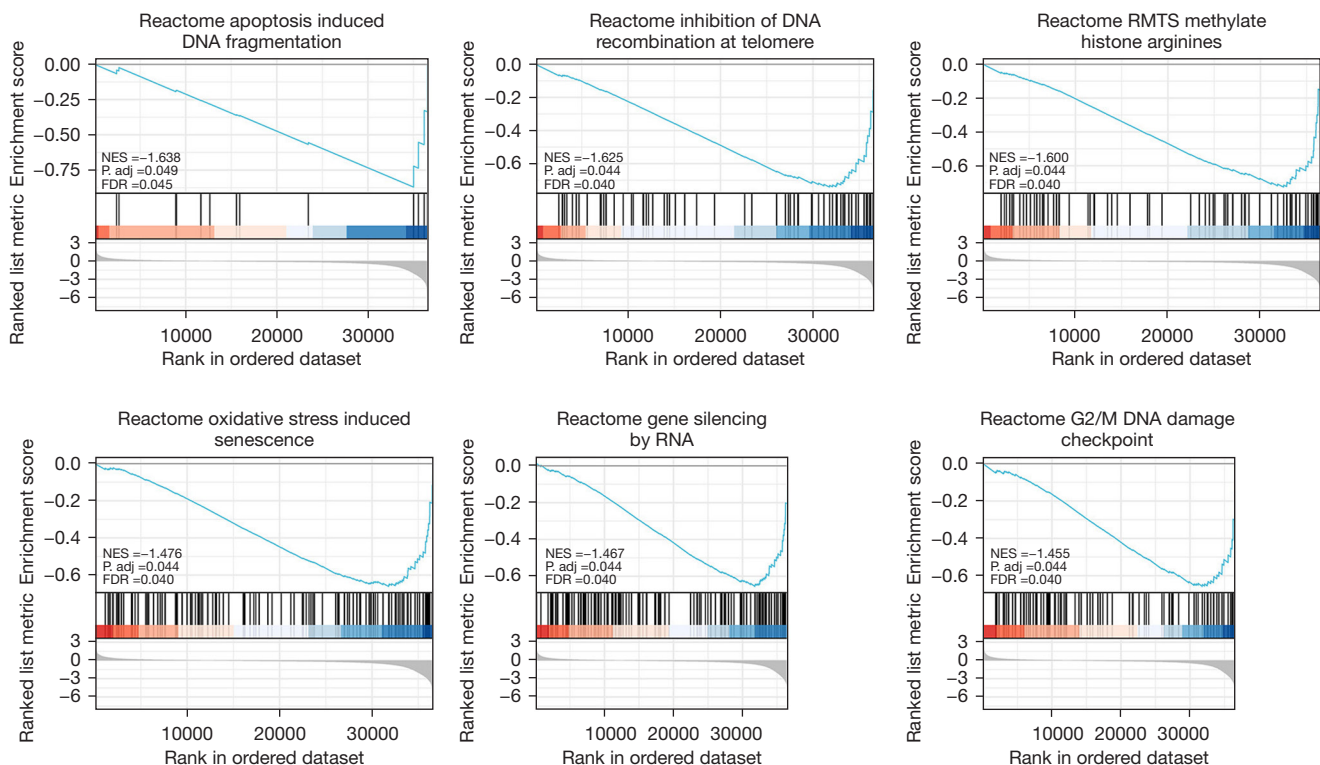 Reactome apoptosis induced
DNA fragmentation
Enrichment score
0.00
−0.25
−0.50
−0.75
NES =−1.638
P. adj =0.049
FDR =0.045
Ranked list metric
3
0
−3
−6
10000 20000 30000
Rank in ordered dataset
Reactome inhibition of DNA
recombination at telomere
Enrichment score
0.0
−0.2
−0.4
−0.6
NES =−1.625
P. adj =0.044
FDR =0.040
Ranked list metric
3
0
−3
−6
10000 20000 30000
Rank in ordered dataset
Reactome RMTS methylate
histone arginines
Enrichment score
0.0
−0.2
−0.4
−0.6
NES =−1.600
P. adj =0.044
FDR =0.040
Ranked list metric
3
0
−3
−6
10000 20000 30000
Rank in ordered dataset
Reactome oxidative stress induced
senescence
Enrichment score
0.0
−0.2
−0.4
−0.6
NES =−1.476
P. adj =0.044
FDR =0.040
Ranked list metric
3
0
−3
−6
10000 20000 30000
Rank in ordered dataset
Reactome gene silencing
by RNA
Enrichment score
0.0
−0.2
−0.4
−0.6
NES =−1.467
P. adj =0.044
FDR =0.040
Ranked list metric
3
0
−3
−6
10000 20000 30000
Rank in ordered dataset
Reactome G2/M DNA damage
checkpoint
Enrichment score
0.0
−0.2
−0.4
−0.6
NES =−1.455
P. adj =0.044
FDR =0.040
Ranked list metric
3
0
−3
−6
10000 20000 30000
Rank in ordered dataset